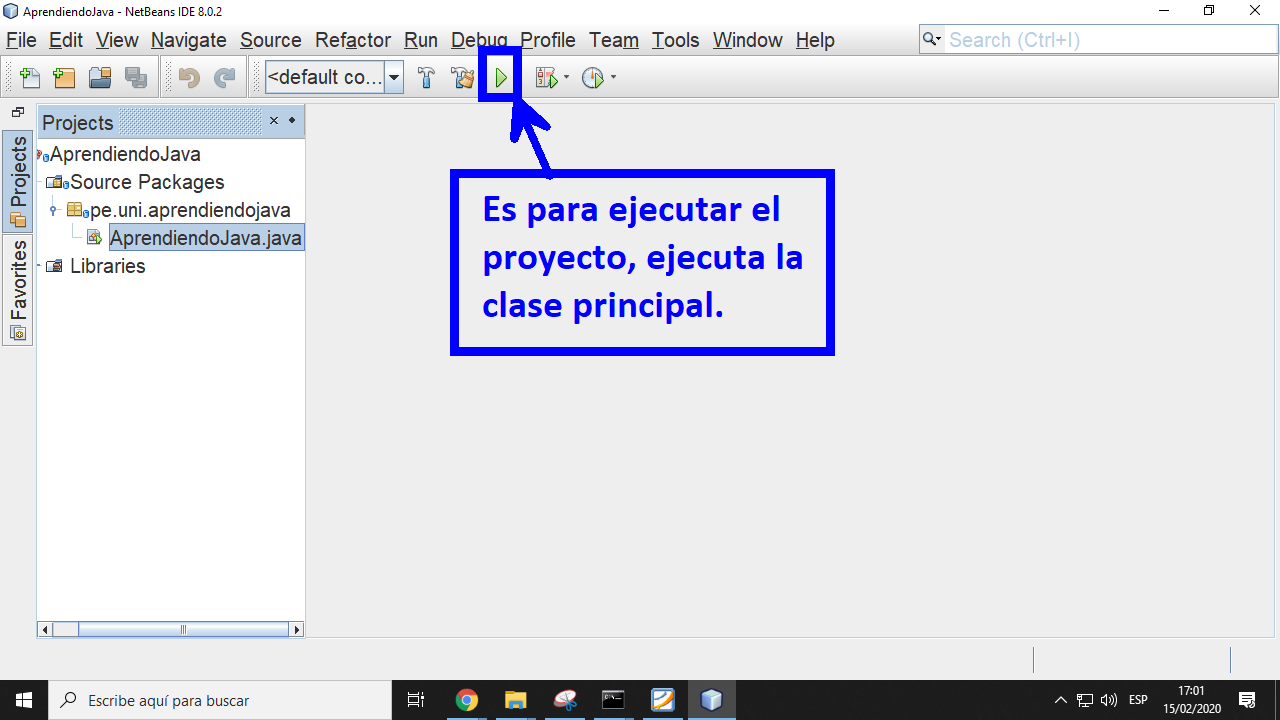 AprendiendoJava - NetBeans IDE 8.0.2
File Edit View Navigate Source Refactor Run Debug Profile Team Tools Window Help
Search (Ctrl+I)
<default co...
Projects
Projects
Favorites
AprendiendoJava
Source Packages
pe.uni.aprendiendojava
AprendiendoJava.java
Libraries
Es para ejecutar el
proyecto, ejecuta la
clase principal.
Escribe aquí para buscar
ESP
17:01
15/02/2020